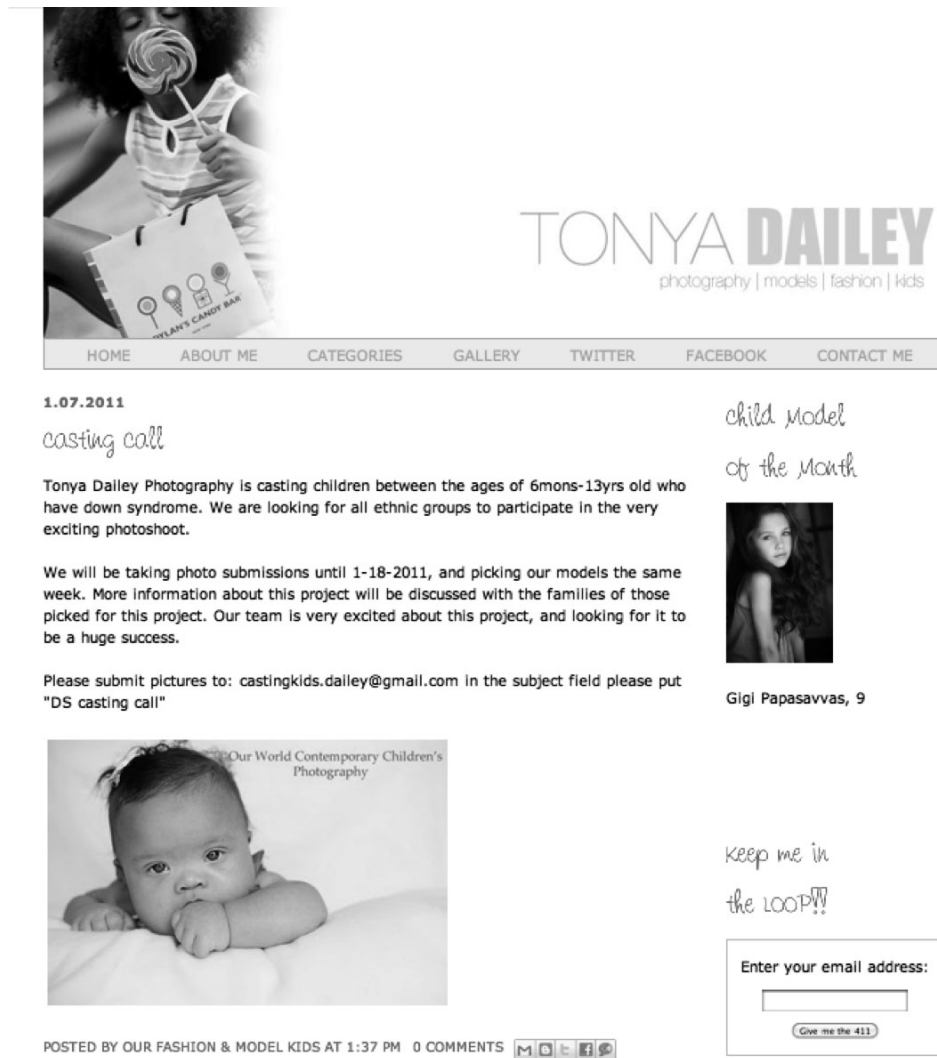 DYLAN'S CANDY BAR
NEW YORK
TONYA DAILEY
photography | models | fashion | kids
HOME ABOUT ME CATEGORIES GALLERY TWITTER FACEBOOK CONTACT ME
1.07.2011
casting call
Tonya Dailey Photography is casting children between the ages of 6mons-13yrs old who
have down syndrome. We are looking for all ethnic groups to participate in the very
exciting photoshoot.
We will be taking photo submissions until 1-18-2011, and picking our models the same
week. More information about this project will be discussed with the families of those
picked for this project. Our team is very excited about this project, and looking for it to
be a huge success.
Please submit pictures to: castingkids.dailey@gmail.com in the subject field please put
"DS casting call"
Our World Contemporary Children's
Photography
POSTED BY OUR FASHION & MODEL KIDS AT 1:37 PM 0 COMMENTS
child Model
of the Month
Gigi Papasavvas, 9
Keep me in
the LOOP!!
Enter your email address:
Give me the 411